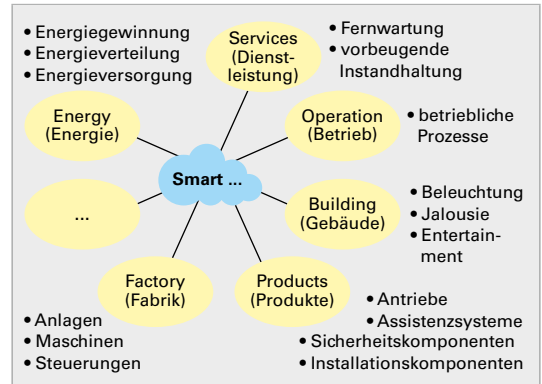 • Energiegewinnung
• Energieverteilung
• Energieversorgung
Services
(Dienst-
leistung)
• Fernwartung
• vorbeugende
Instandhaltung
Energy
(Energie)
Operation
(Betrieb)
• betriebliche
Prozesse
Smart ...
...
Building
(Gebäude)
• Beleuchtung
• Jalousie
• Entertain-
ment
Factory
(Fabrik)
Products
(Produkte)
• Anlagen
• Maschinen
• Steuerungen
• Antriebe
• Assistenzsysteme
• Sicherheitskomponenten
• Installationskomponenten